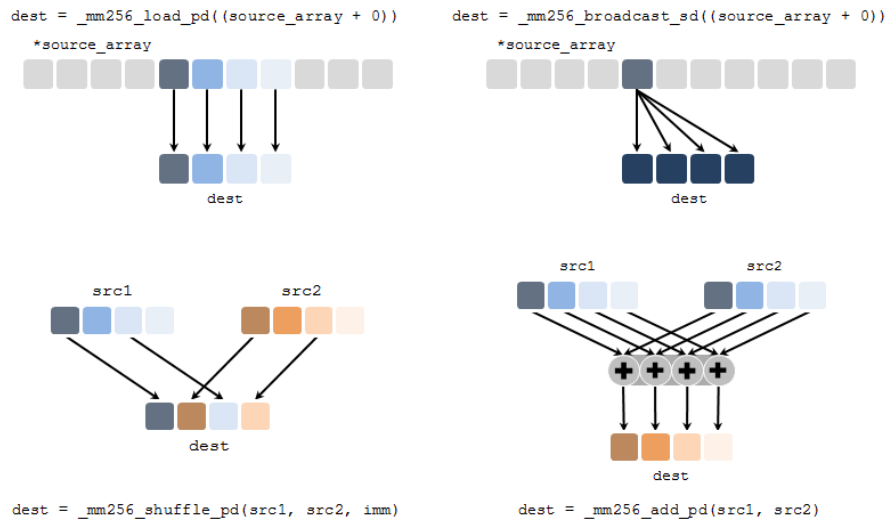 dest = _mm256_load_pd((source_array + 0))
*source_array
dest
dest = _mm256_broadcast_sd((source_array + 0))
*source_array
dest
src1
src2
dest
dest = _mm256_shuffle_pd(src1, src2, imm)
src1
src2
dest
dest = _mm256_add_pd(src1, src2)